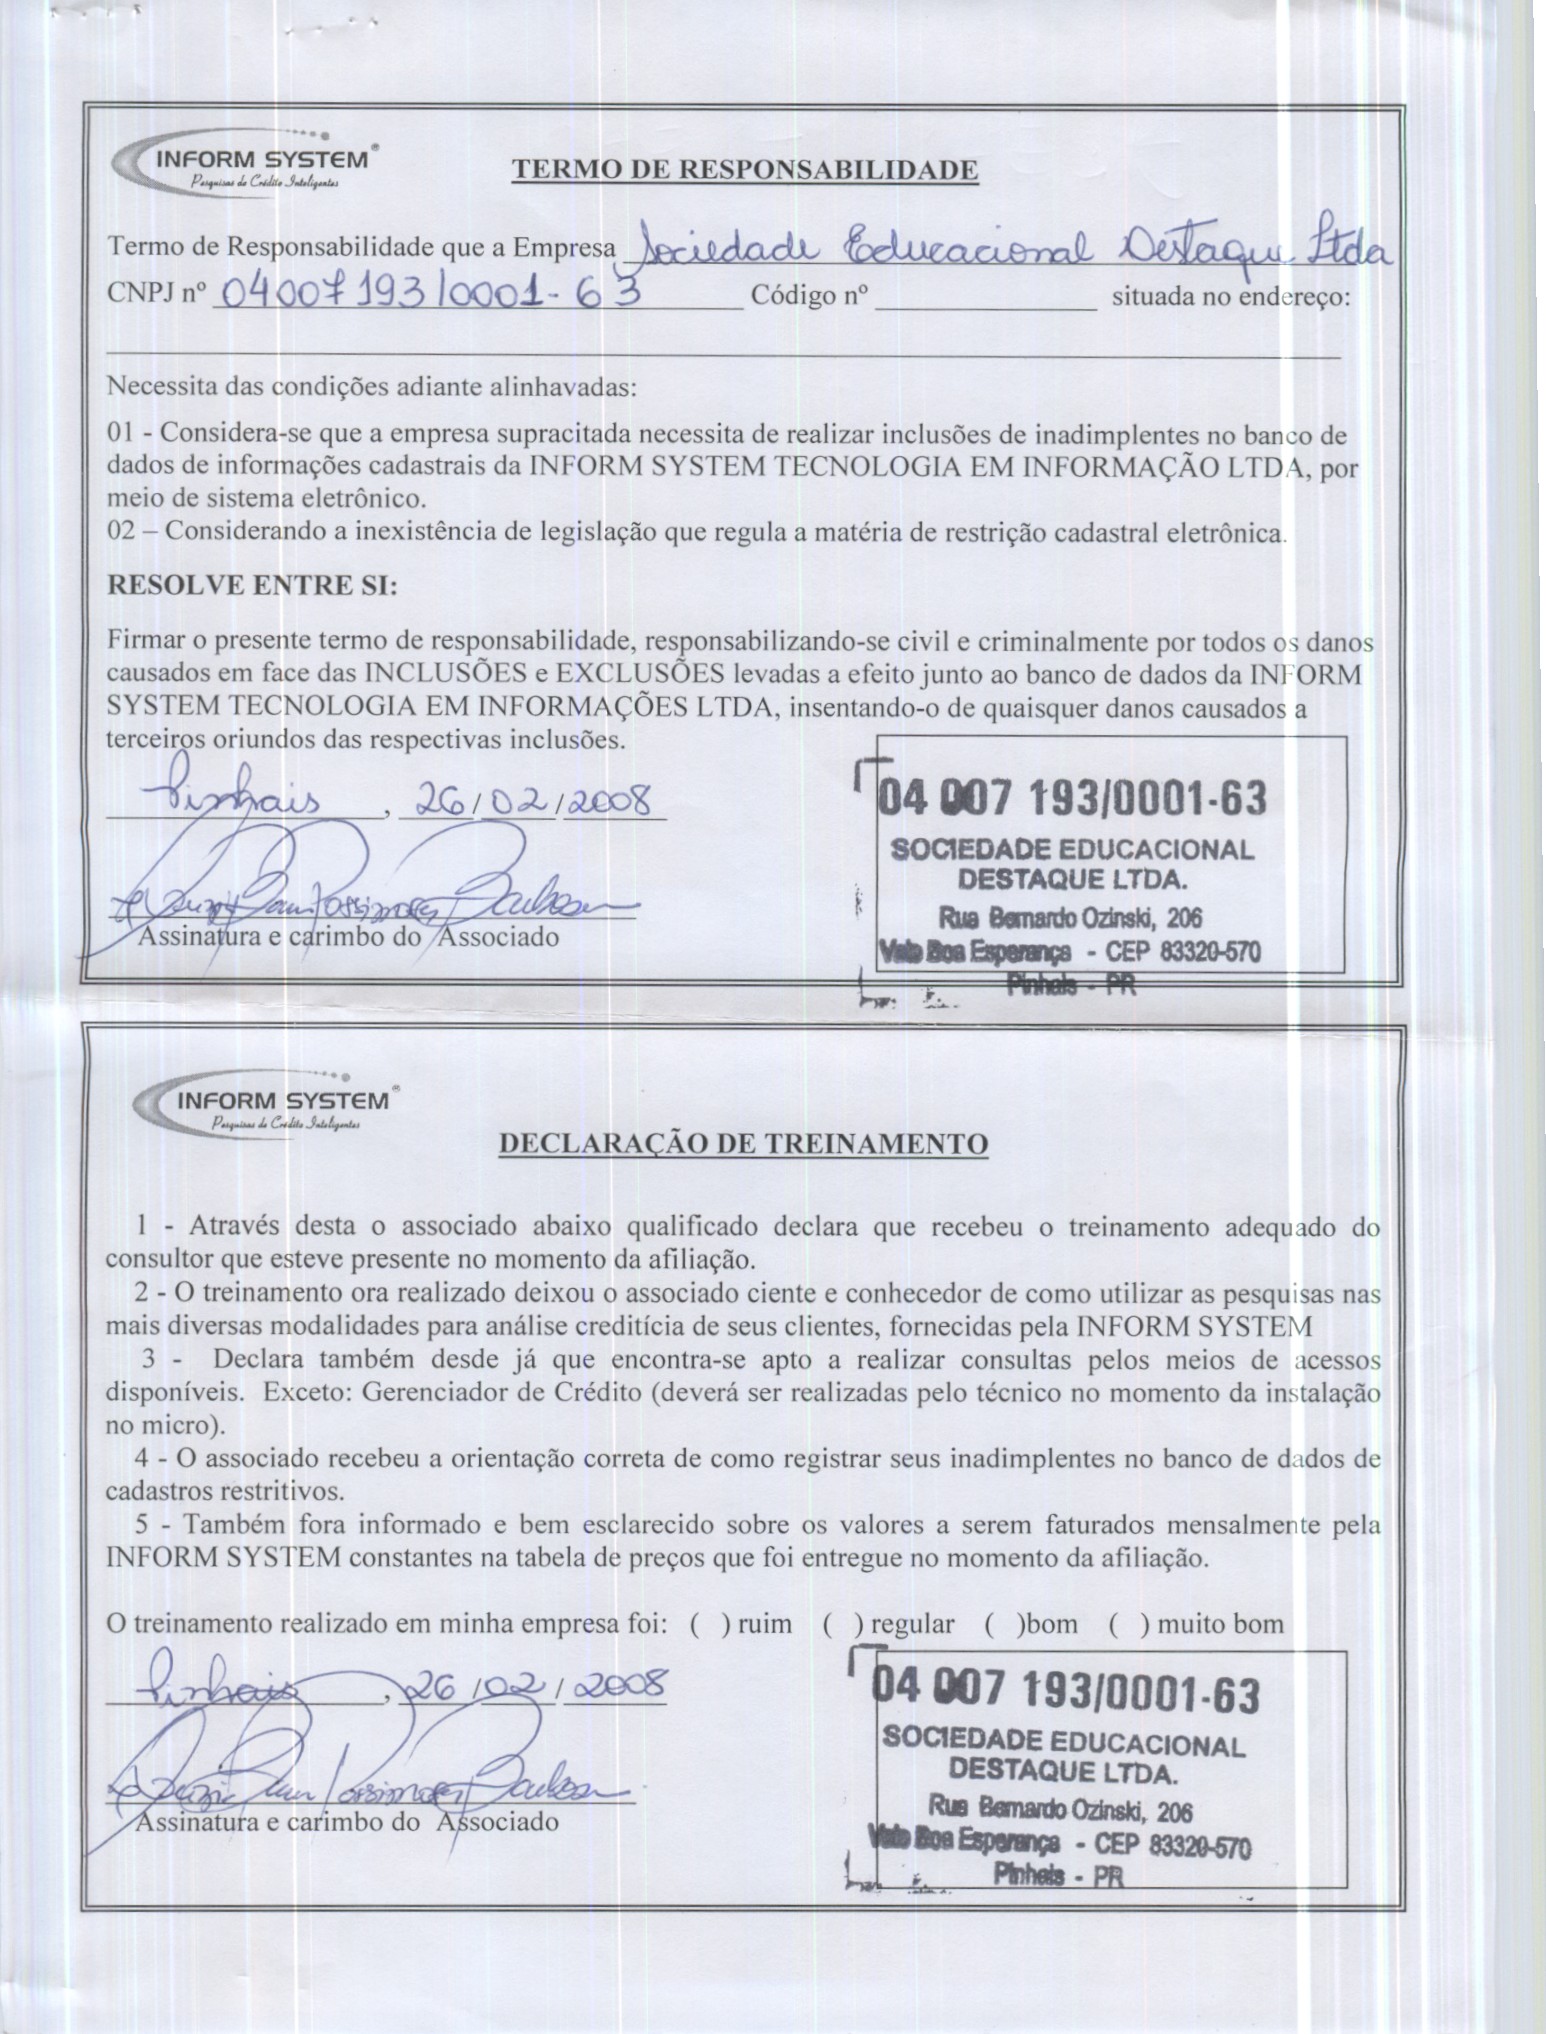 INFORM SYSTEM®
Pesquisas de Crédito Inteligentes
TERMO DE RESPONSABILIDADE
Termo de Responsabilidade que a Empresa Sociedade Educacional Destaque Ltda
CNPJ nº 04007193/0001-63 Código nº situada no endereço:
Necessita das condições adiante alinhavadas:
01 - Considera-se que a empresa supracitada necessita de realizar inclusões de inadimplentes no banco de
dados de informações cadastrais da INFORM SYSTEM TECNOLOGIA EM INFORMAÇÃO LTDA, por
meio de sistema eletrônico.
02 – Considerando a inexistência de legislação que regula a matéria de restrição cadastral eletrônica.
RESOLVE ENTRE SI:
Firmar o presente termo de responsabilidade, responsabilizando-se civil e criminalmente por todos os danos
causados em face das INCLUSÕES e EXCLUSÕES levadas a efeito junto ao banco de dados da INFORM
SYSTEM TECNOLOGIA EM INFORMAÇÕES LTDA, insentando-o de quaisquer danos causados a
terceiros oriundos das respectivas inclusões.
Pinhais, 26/02/2008
Assinatura e carimbo do Associado
04 007 193/0001-63
SOCIEDADE EDUCACIONAL
DESTAQUE LTDA.
Rua Bernardo Ozinski, 206
Boa Esperança - CEP 83320-570
Pinhais - PR
INFORM SYSTEM®
Pesquisas de Crédito Inteligentes
DECLARAÇÃO DE TREINAMENTO
1 - Através desta o associado abaixo qualificado declara que recebeu o treinamento adequado do
consultor que esteve presente no momento da afiliação.
2 - O treinamento ora realizado deixou o associado ciente e conhecedor de como utilizar as pesquisas nas
mais diversas modalidades para análise creditícia de seus clientes, fornecidas pela INFORM SYSTEM
3 - Declara também desde já que encontra-se apto a realizar consultas pelos meios de acessos
disponíveis. Exceto: Gerenciador de Crédito (deverá ser realizadas pelo técnico no momento da instalação
no micro).
4 - O associado recebeu a orientação correta de como registrar seus inadimplentes no banco de dados de
cadastros restritivos.
5 - Também fora informado e bem esclarecido sobre os valores a serem faturados mensalmente pela
INFORM SYSTEM constantes na tabela de preços que foi entregue no momento da afiliação.
O treinamento realizado em minha empresa foi: ( ) ruim ( ) regular ( )bom ( ) muito bom
Pinhais, 26/02/2008
Assinatura e carimbo do Associado
04 007 193/0001-63
SOCIEDADE EDUCACIONAL
DESTAQUE LTDA.
Rua Bernardo Ozinski, 206
Boa Esperança - CEP 83320-570
Pinhais - PR